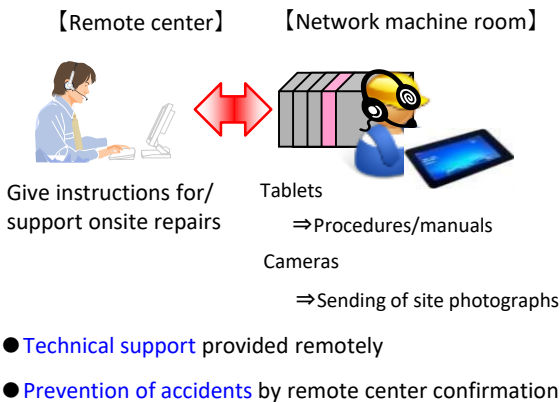 【Remote center】
【Network machine room】
Give instructions for/
support onsite repairs
Tablets
⇒Procedures/manuals
Cameras
⇒Sending of site photographs
●Technical support provided remotely
●Prevention of accidents by remote center confirmation